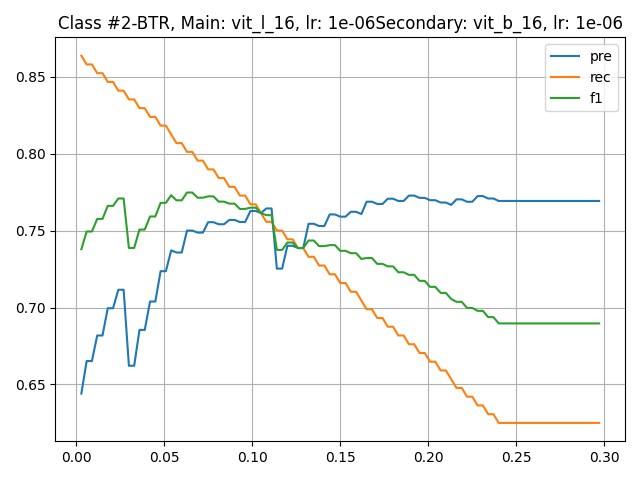 Class #2-BTR, Main: vit_l_16, lr: 1e-06Secondary: vit_b_16, lr: 1e-06
pre
rec
f1
0.85
0.80
0.75
0.70
0.65
0.00 0.05 0.10 0.15 0.20 0.25 0.30